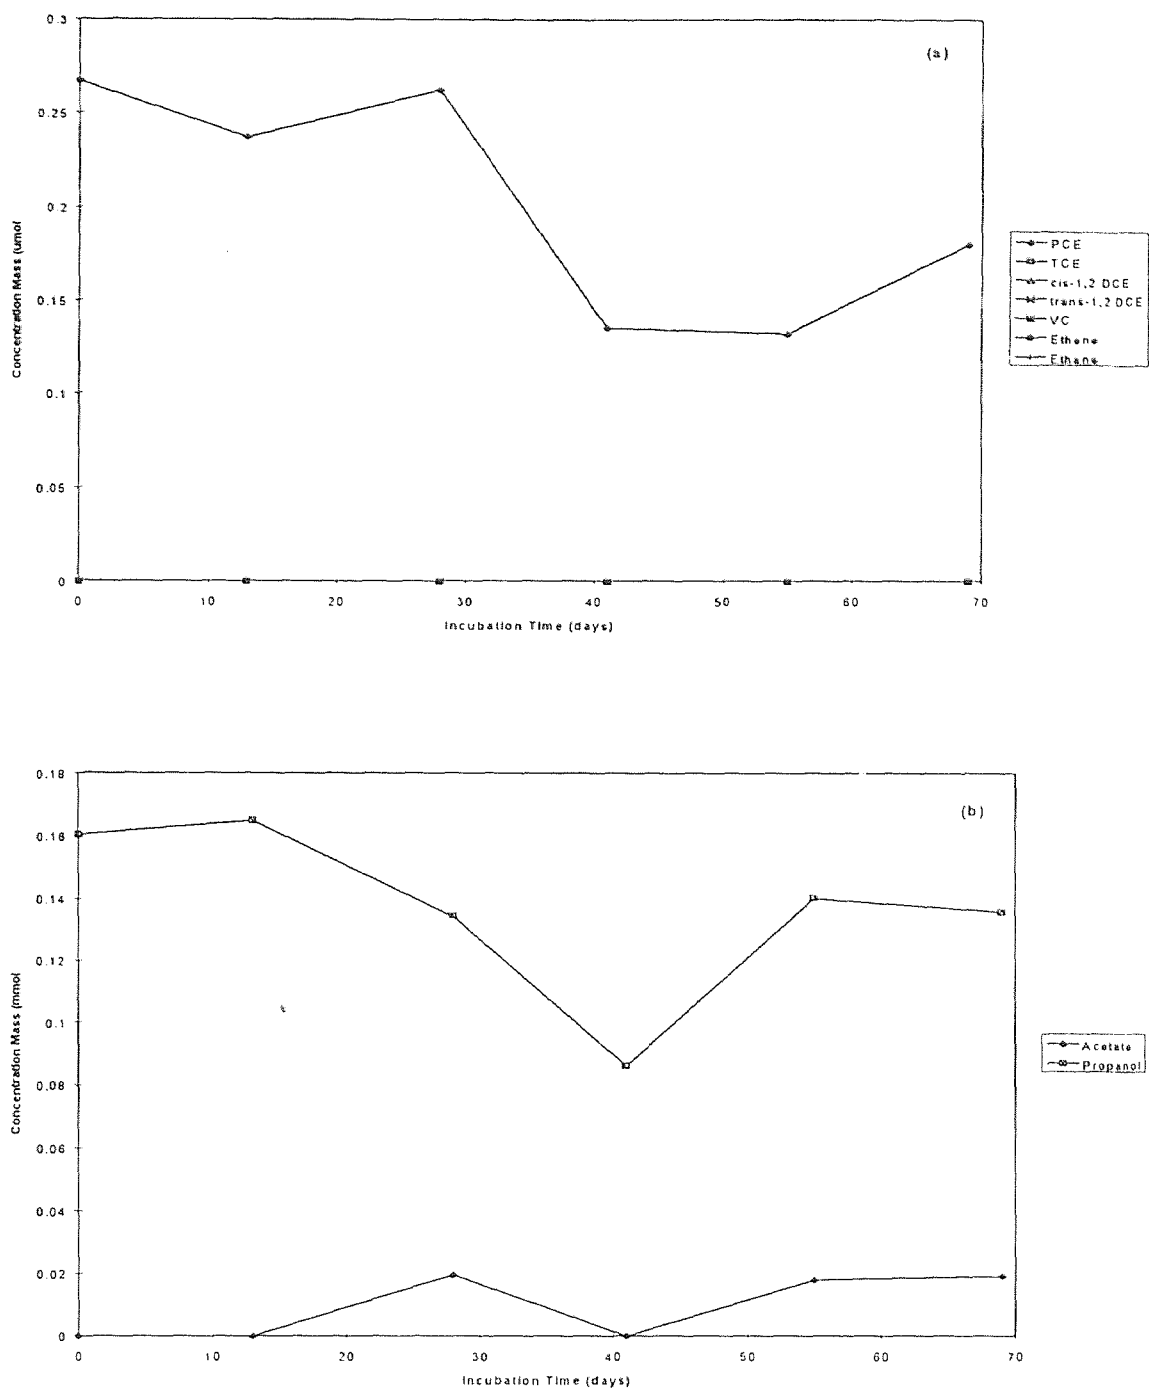 0.3
(a)
0.25
0.2
0.15
0.1
0.05
0
0 10 20 30 40 50 60 70
Concentration Mass (umol
Incubation Time (days)
PCE
TCE
cis-1,2 DCE
trans-1,2 DCE
VC
Ethene
Ethane
0.18
(b)
0.16
0.14
0.12
0.1
0.08
0.06
0.04
0.02
0
0 10 20 30 40 50 60 70
Concentration Mass (mmol
Incubation Time (days)
Acetate
Propanol